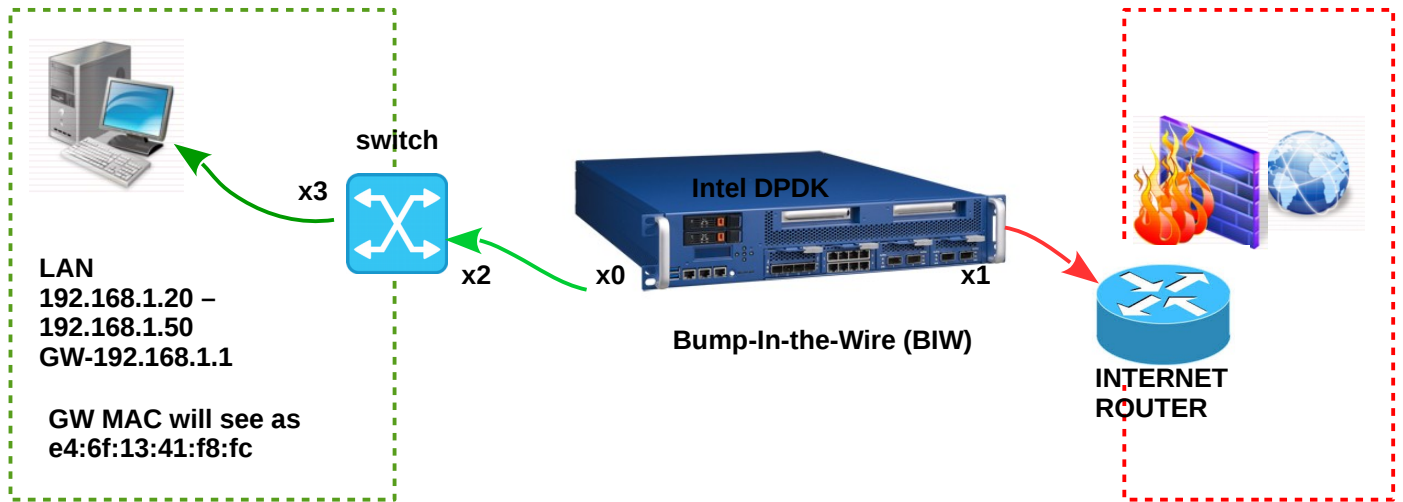 switch
x3
Intel DPDK
x2
x0
x1
LAN
192.168.1.20 –
192.168.1.50
GW-192.168.1.1
Bump-In-the-Wire (BIW)
INTERNET
ROUTER
GW MAC will see as
e4:6f:13:41:f8:fc